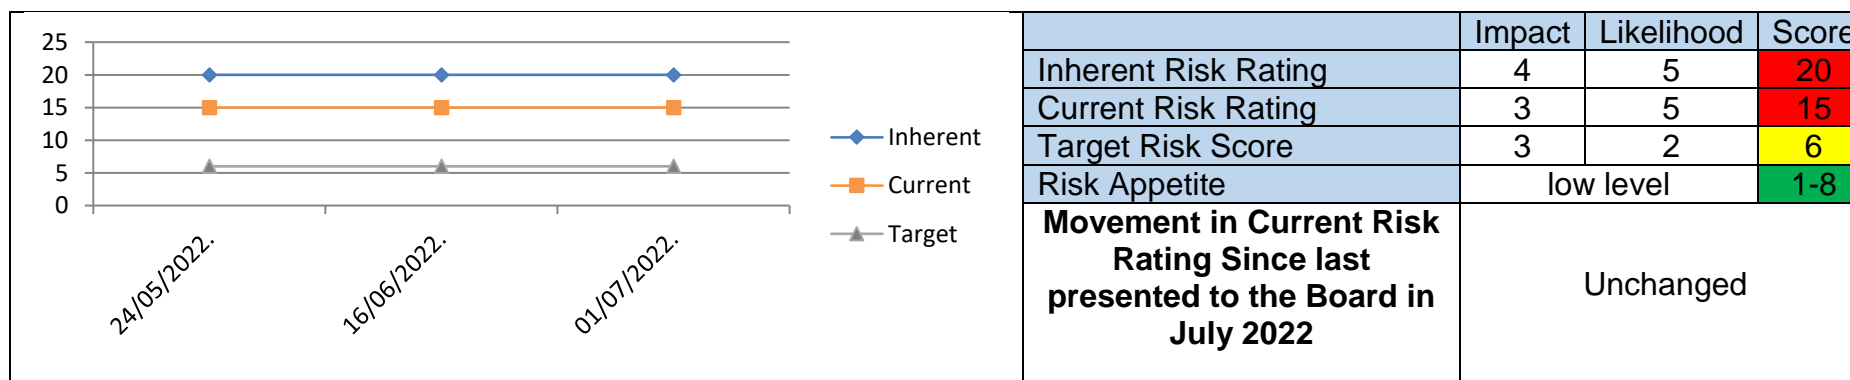 25
20
15
10
5
0
24/05/2022.
16/06/2022.
01/07/2022.
Inherent
Current
Target
Impact Likelihood Score
Inherent Risk Rating 4 5 20
Current Risk Rating 3 5 15
Target Risk Score 3 2 6
Risk Appetite low level 1-8
Movement in Current Risk
Rating Since last
presented to the Board in
July 2022
Unchanged